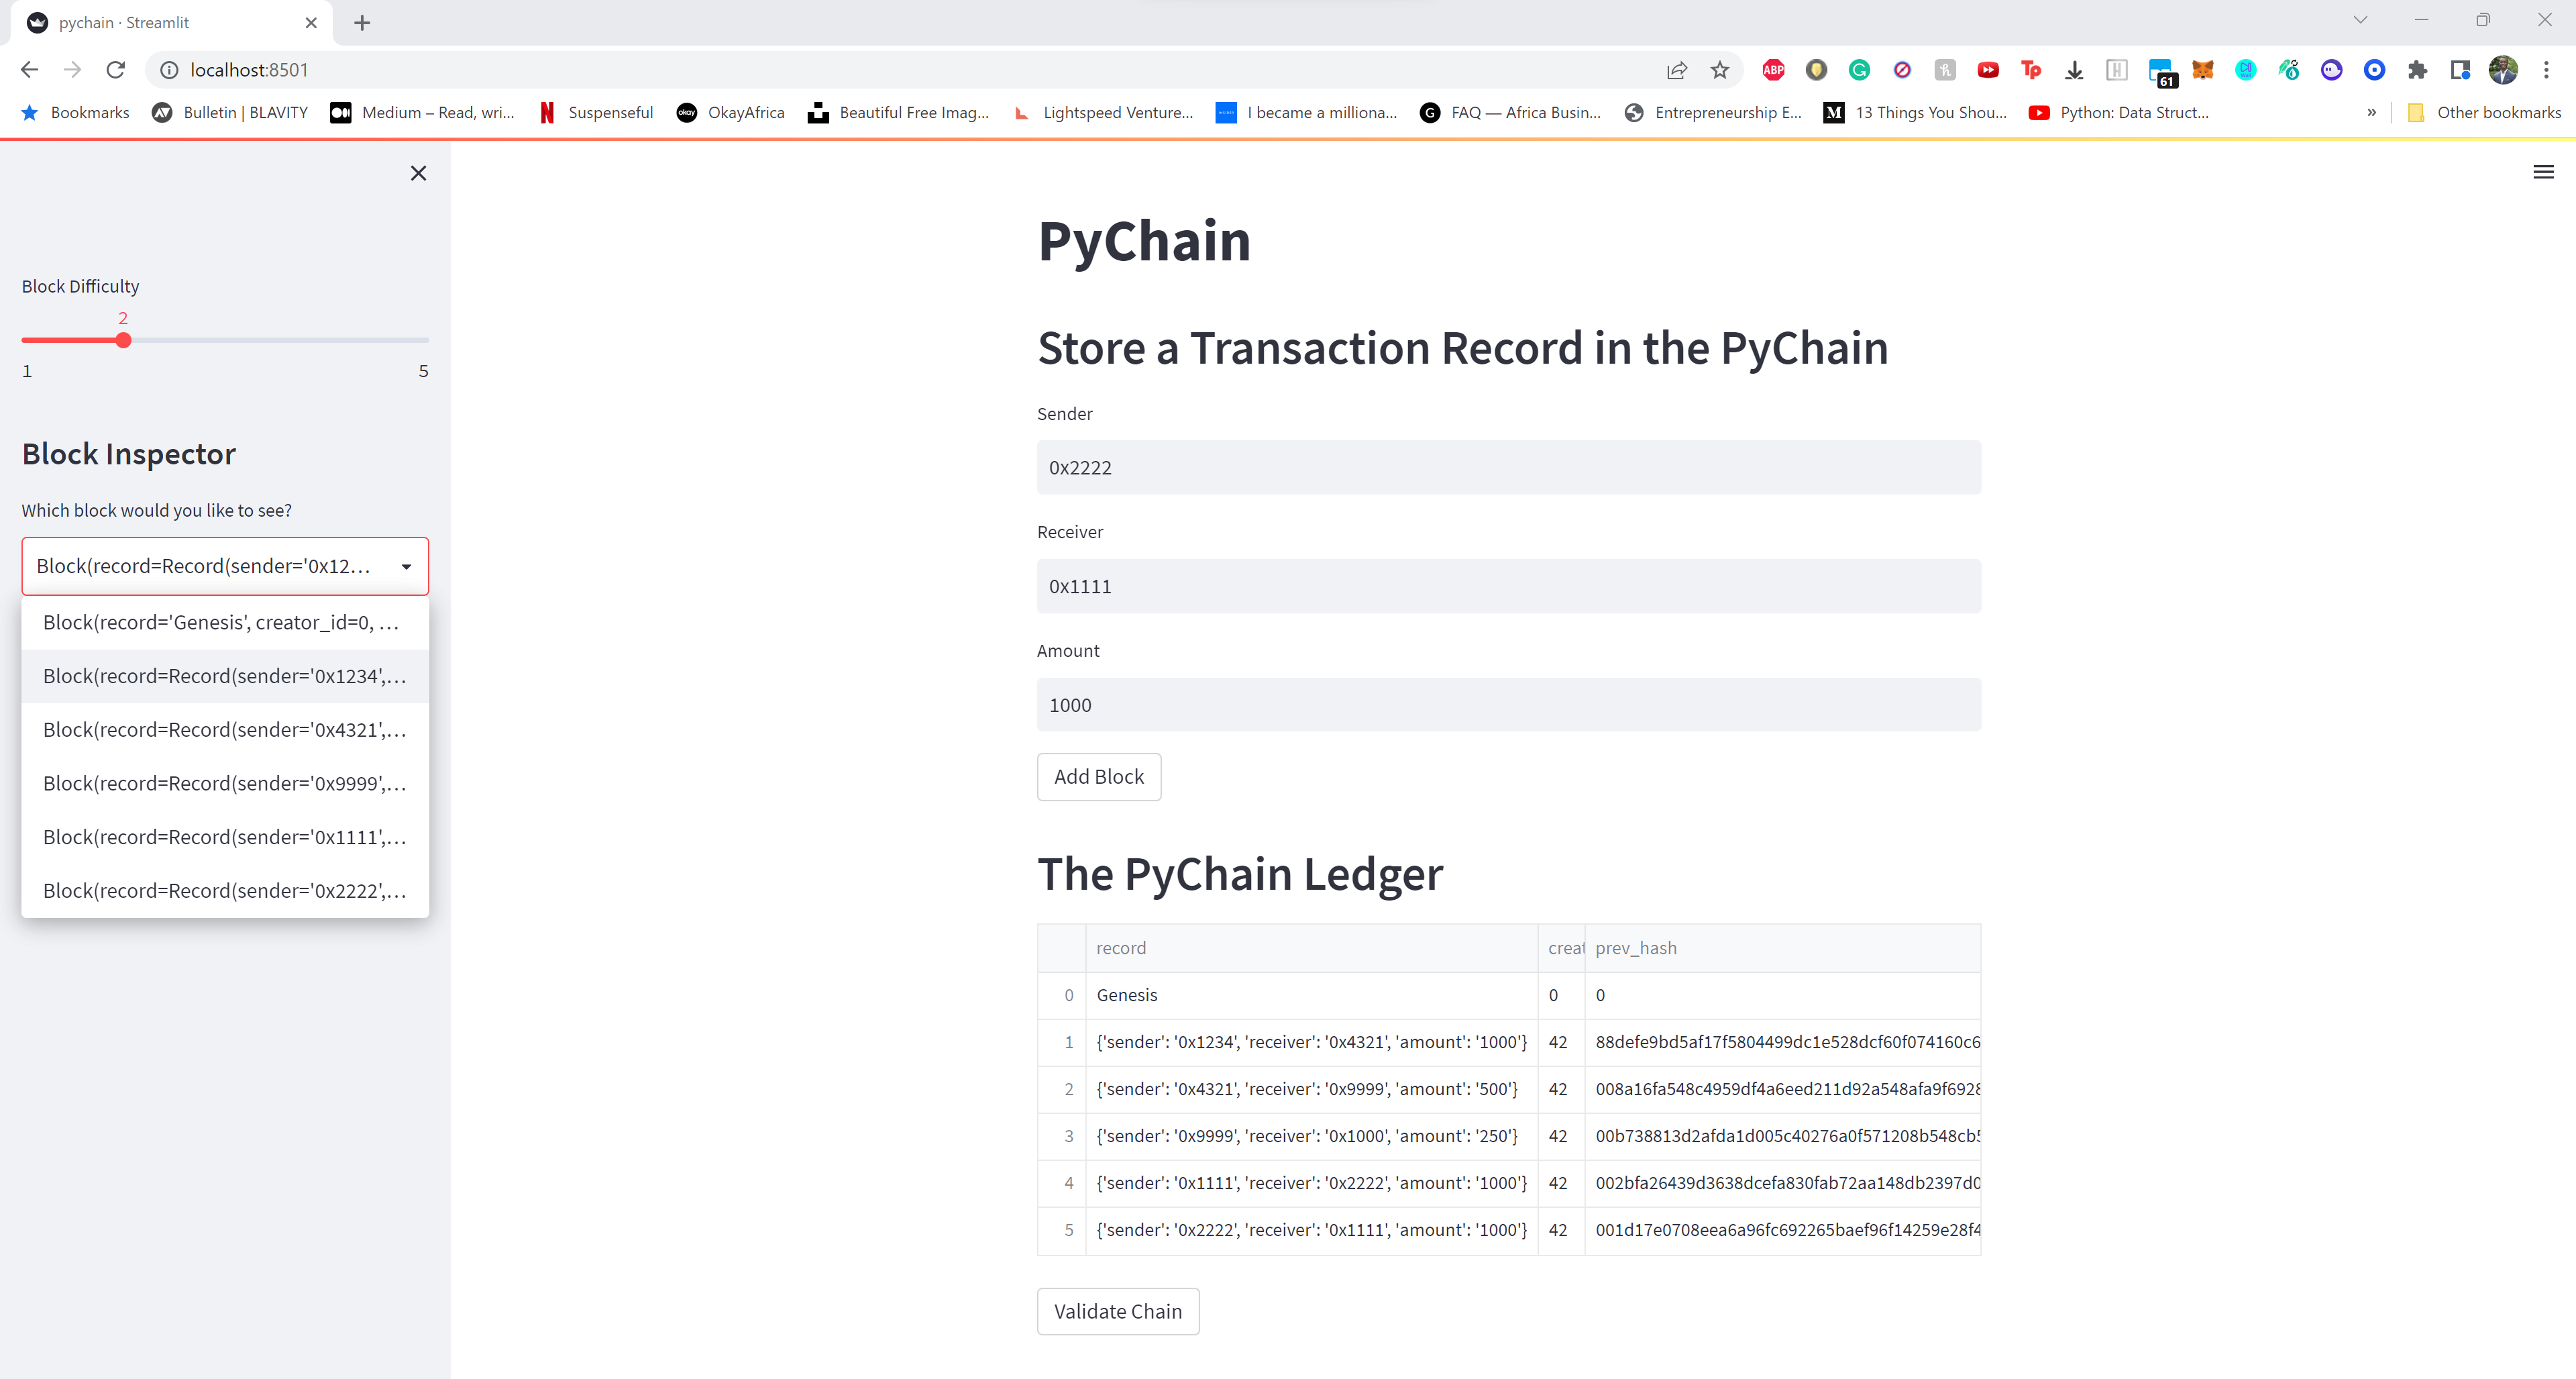 pychain · Streamlit
localhost:8501
ABP
61
Bookmarks
Bulletin | BLAVITY
Medium – Read, wri...
Suspenseful
okay
OkayAfrica
Beautiful Free Imag...
Lightspeed Venture...
I became a milliona...
FAQ — Africa Busin...
Entrepreneurship E...
13 Things You Shou...
Python: Data Struct...
»
Other bookmarks
Block Difficulty
2
1
5
Block Inspector
Which block would you like to see?
Block(record=Record(sender='0x12...
Block(record='Genesis', creator_id=0, ...
Block(record=Record(sender='0x1234',...
Block(record=Record(sender='0x4321',...
Block(record=Record(sender='0x9999',...
Block(record=Record(sender='0x1111',...
Block(record=Record(sender='0x2222',...
PyChain
Store a Transaction Record in the PyChain
Sender
0x2222
Receiver
0x1111
Amount
1000
Add Block
The PyChain Ledger
record creat prev_hash
0 Genesis 0 0
1 {'sender': '0x1234', 'receiver': '0x4321', 'amount': '1000'} 42 88defe9bd5af17f5804499dc1e528dcf60f074160c6
2 {'sender': '0x4321', 'receiver': '0x9999', 'amount': '500'} 42 008a16fa548c4959df4a6eed211d92a548afa9f6928
3 {'sender': '0x9999', 'receiver': '0x1000', 'amount': '250'} 42 00b738813d2afda1d005c40276a0f571208b548cb5
4 {'sender': '0x1111', 'receiver': '0x2222', 'amount': '1000'} 42 002bfa26439d3638dcefa830fab72aa148db2397d0
5 {'sender': '0x2222', 'receiver': '0x1111', 'amount': '1000'} 42 001d17e0708eea6a96fc692265baef96f14259e28f4
Validate Chain